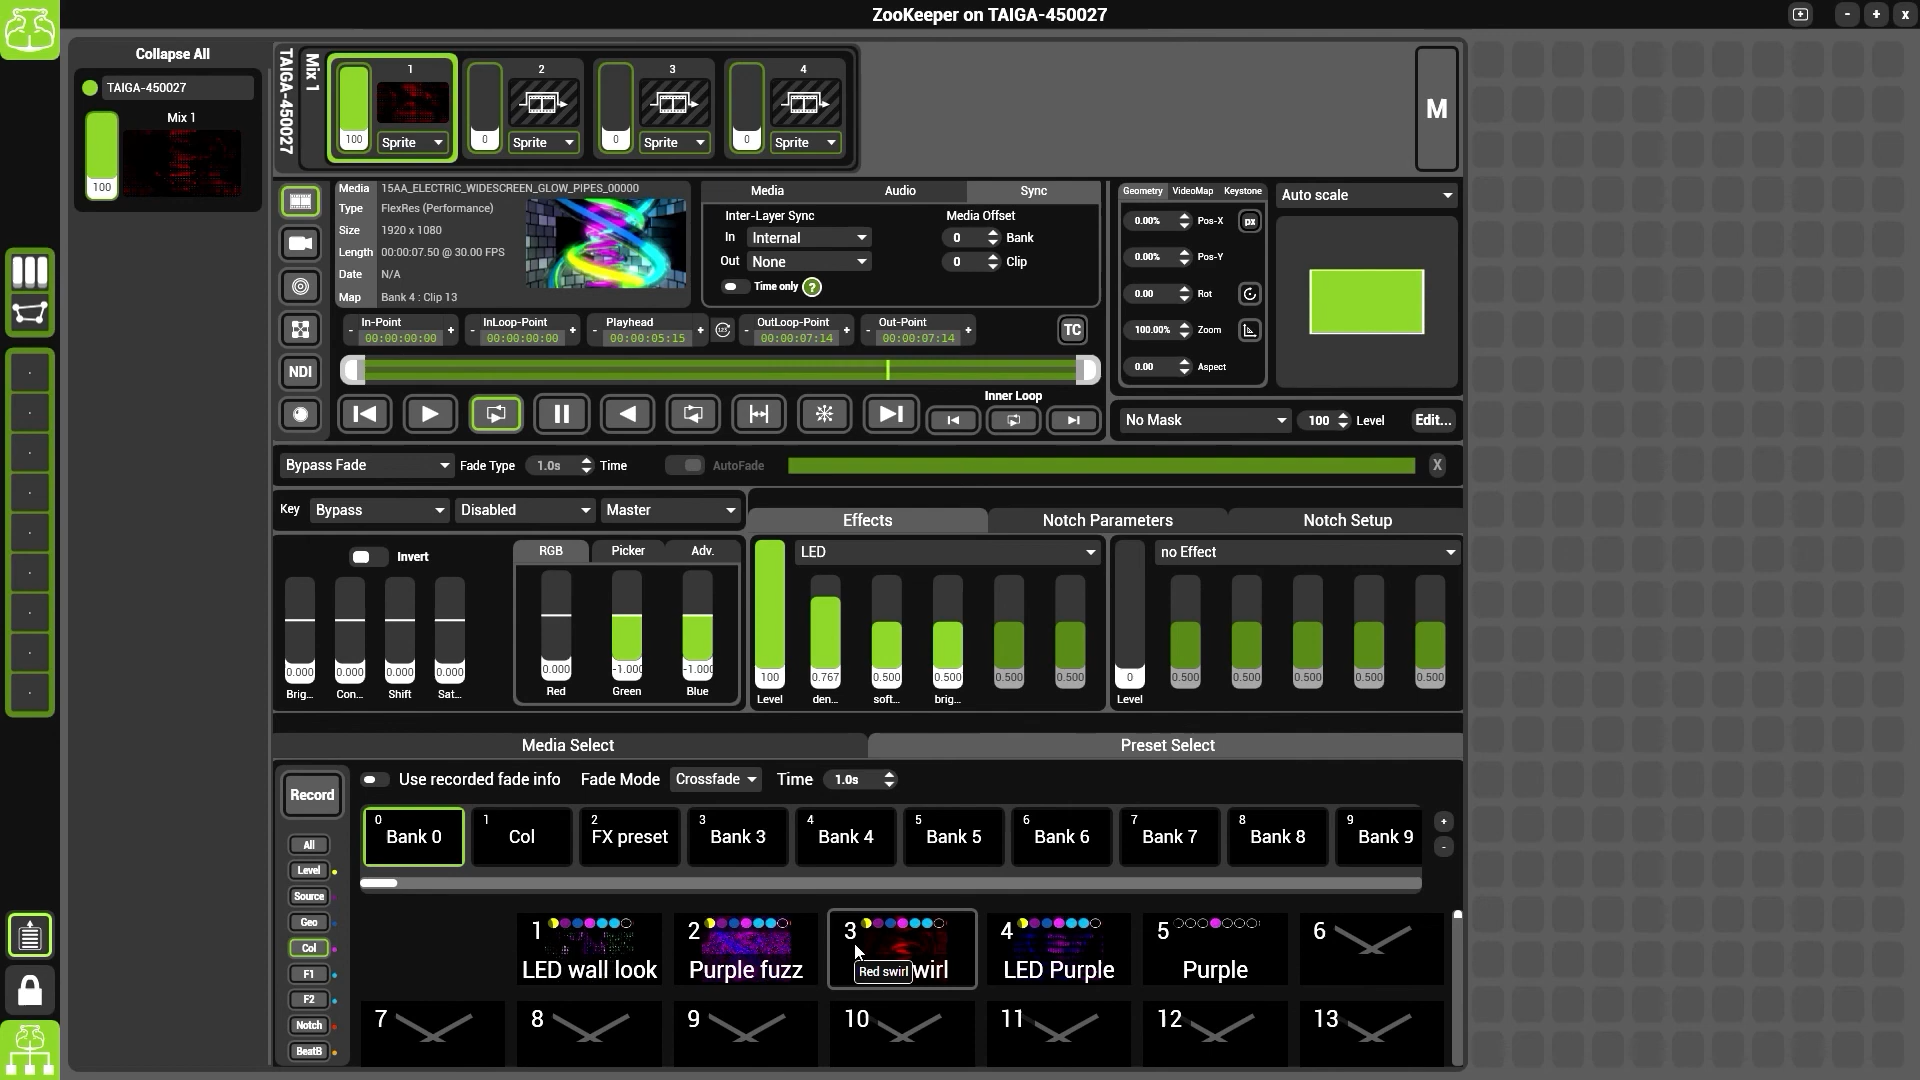 ZooKeeper on TAIGA-450027
- + x
Collapse All
TAIGA-450027
Mix 1
100
TAIGA-450027
Mix 1
1
100
Sprite
2
0
Sprite
3
0
Sprite
4
0
Sprite
M
Media 15AA_ELECTRIC_WIDESCREEN_GLOW_PIPES_00000
Type FlexRes (Performance)
Size 1920 x 1080
Length 00:00:07.50 @ 30.00 FPS
Date N/A
Map Bank 4 : Clip 13
NDI
Media Audio Sync
Inter-Layer Sync Media Offset
In Internal 0 Bank
Out None 0 Clip
Time only ?
Geometry VideoMap Keystone
0.00% Pos-X px
0.00% Pos-Y
0.00 Rot
100.00% Zoom
0.00 Aspect
Auto scale
In-Point InLoop-Point Playhead OutLoop-Point Out-Point
- 00:00:00:00 + - 00:00:00:00 + - 00:00:05:15 + 123 - 00:00:07:14 + - 00:00:07:14 + TC
Inner Loop
No Mask 100 Level Edit...
Bypass Fade Fade Type 1.0s Time AutoFade X
Key Bypass Disabled Master
Effects Notch Parameters Notch Setup
Invert
RGB Picker Adv.
LED
no Effect
0.000 0.000 0.000 0.000
Brig... Con... Shift Sat...
0.000 -1.000 -1.000
Red Green Blue
100 0.767 0.500 0.500 0.500 0.500
Level den... soft... brig...
0 0.500 0.500 0.500 0.500 0.500
Level
Media Select Preset Select
Record
Use recorded fade info Fade Mode Crossfade Time 1.0s
0 Bank 0
1 Col
2 FX preset
3 Bank 3
4 Bank 4
5 Bank 5
6 Bank 6
7 Bank 7
8 Bank 8
9 Bank 9
+
-
All
Level
Source
Geo
Col
F1
F2
Notch
BeatB
1 LED wall look
2 Purple fuzz
3 Red swirl wirl
4 LED Purple
5 Purple
6
7 8 9 10 11 12 13